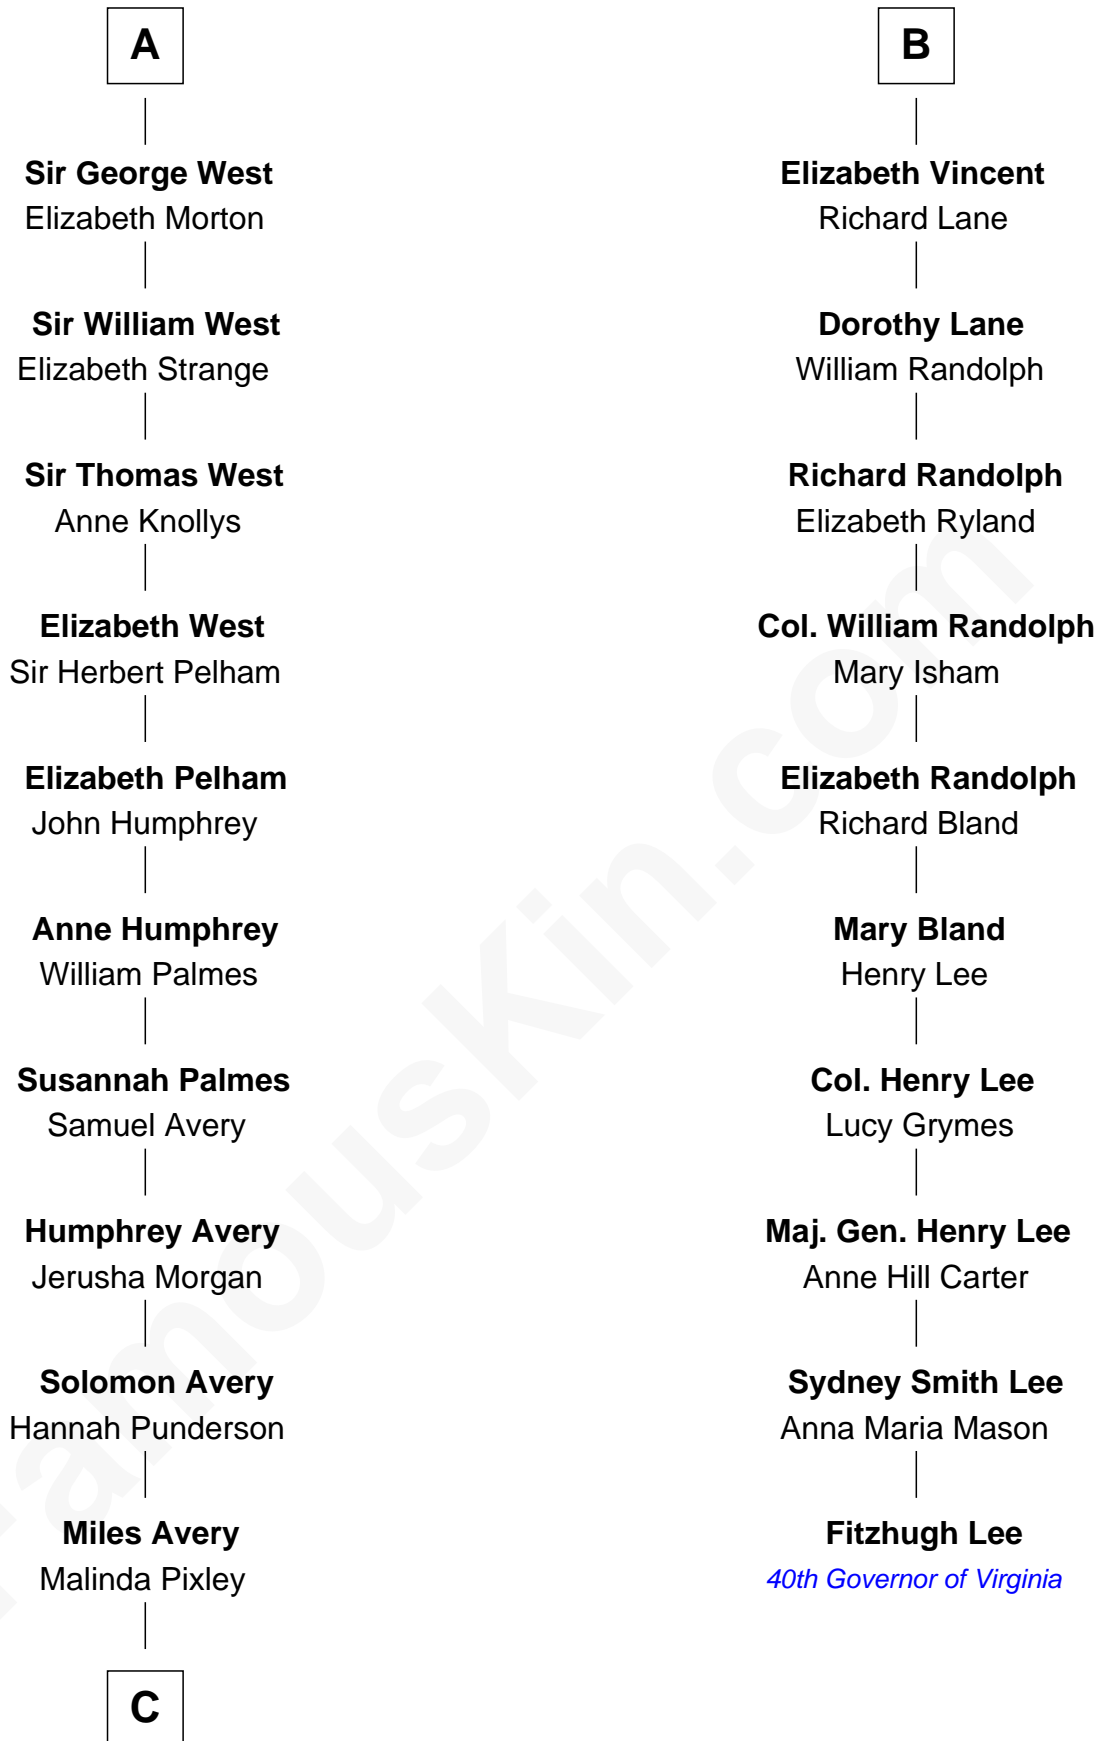 A
Sir George West
Elizabeth Morton
Sir William West
Elizabeth Strange
Sir Thomas West
Anne Knollys
Elizabeth West
Sir Herbert Pelham
Elizabeth Pelham
John Humphrey
Anne Humphrey
William Palmes
Susannah Palmes
Samuel Avery
Humphrey Avery
Jerusha Morgan
Solomon Avery
Hannah Punderson
Miles Avery
Malinda Pixley
C
B
Elizabeth Vincent
Richard Lane
Dorothy Lane
William Randolph
Richard Randolph
Elizabeth Ryland
Col. William Randolph
Mary Isham
Elizabeth Randolph
Richard Bland
Mary Bland
Henry Lee
Col. Henry Lee
Lucy Grymes
Maj. Gen. Henry Lee
Anne Hill Carter
Sydney Smith Lee
Anna Maria Mason
Fitzhugh Lee
40th Governor of Virginia
FamousKin.com